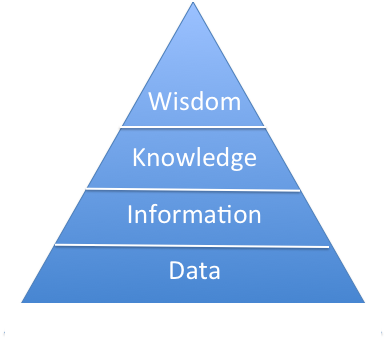 Wisdom
Knowledge
Information
Data